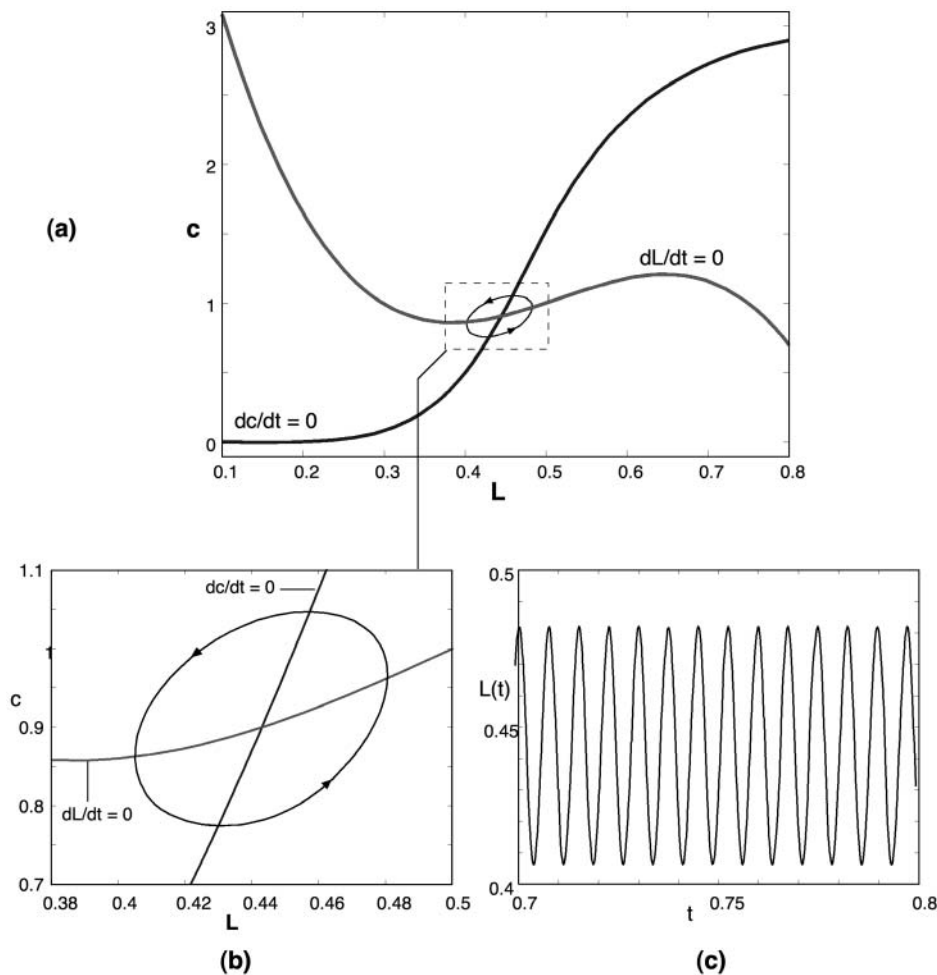 3
2
(a)
c
dL/dt = 0
1
dc/dt = 0
0
0.1 0.2 0.3 0.4 0.5 0.6 0.7 0.8
L
1.1
dc/dt = 0
1
c
0.9
0.8
dL/dt = 0
0.7
0.38 0.4 0.42 0.44 0.46 0.48 0.5
L
(b)
0.5
L(t)
0.45
0.4
0.7 0.75 0.8
t
(c)